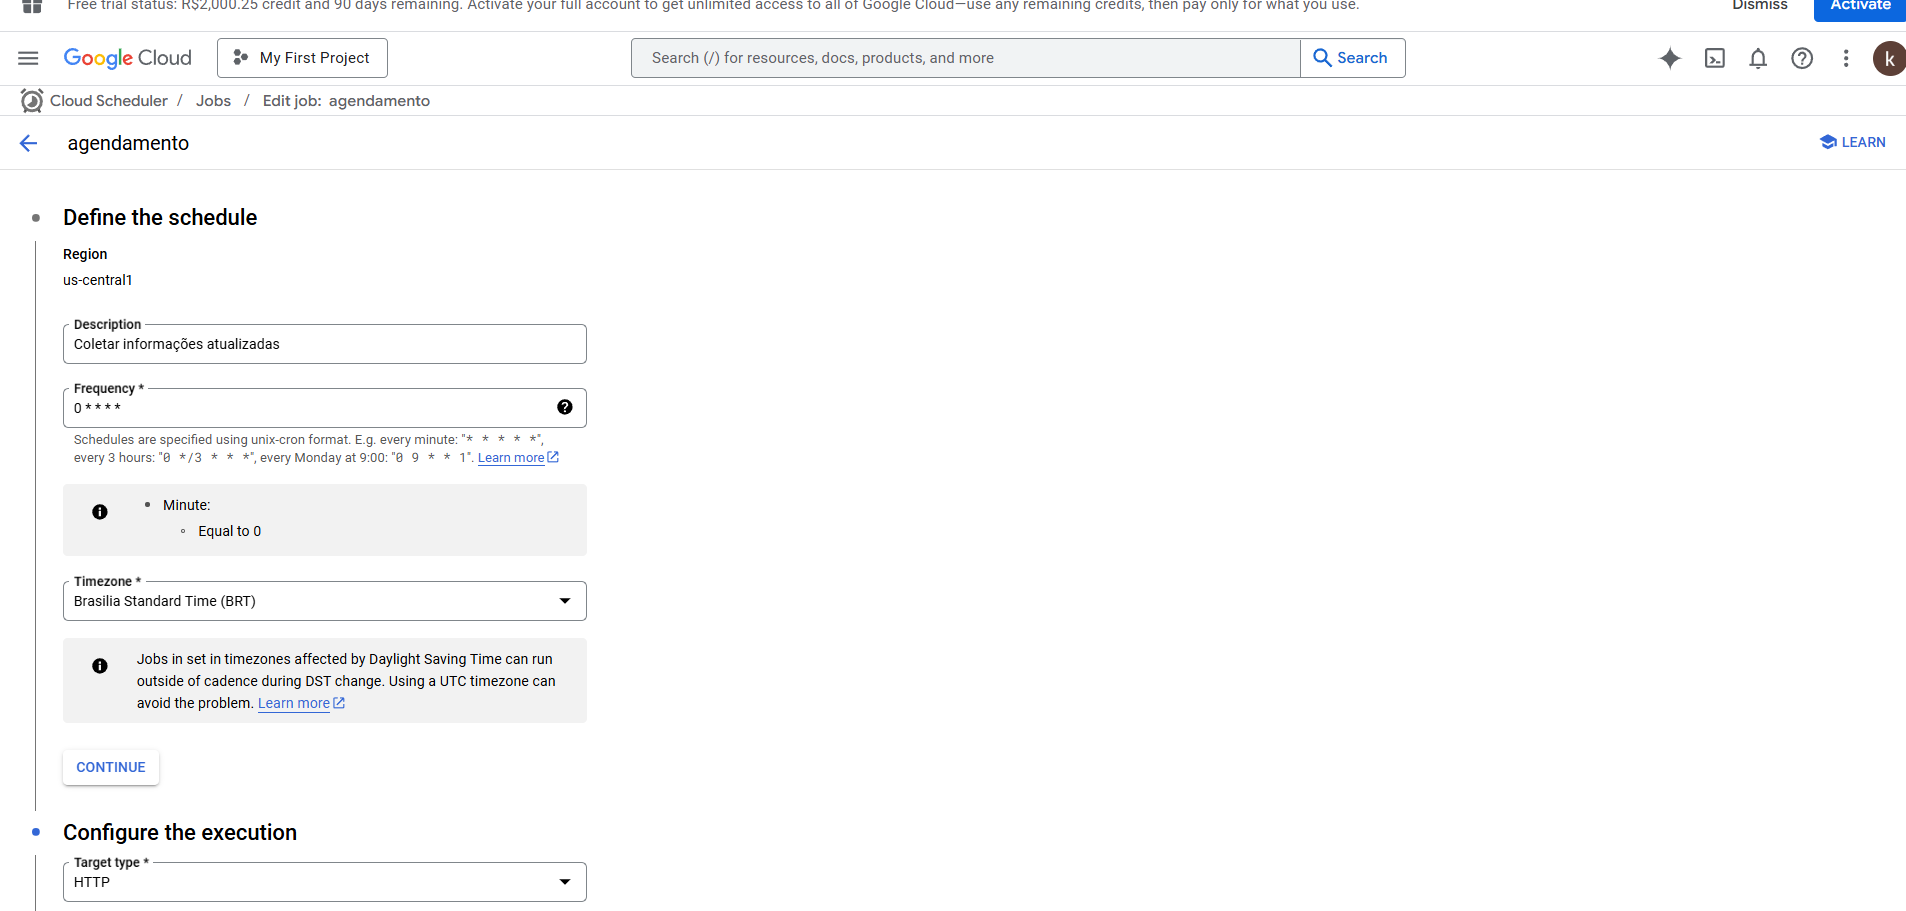 Free trial status: R$2,000.25 credit and 90 days remaining. Activate your full account to get unlimited access to all of Google Cloud—use any remaining credits, then pay only for what you use.
Dismiss
Activate
Google Cloud
My First Project
Search (/) for resources, docs, products, and more
Search
k
Cloud Scheduler / Jobs / Edit job: agendamento
agendamento
LEARN
Define the schedule
Region
us-central1
Description
Coletar informações atualizadas
Frequency *
0 * * * *
Schedules are specified using unix-cron format. E.g. every minute: "* * * * *",
every 3 hours: "0 */3 * * *", every Monday at 9:00: "0 9 * * 1". Learn more
Minute:
Equal to 0
Timezone *
Brasilia Standard Time (BRT)
Jobs in set in timezones affected by Daylight Saving Time can run
outside of cadence during DST change. Using a UTC timezone can
avoid the problem. Learn more
CONTINUE
Configure the execution
Target type *
HTTP